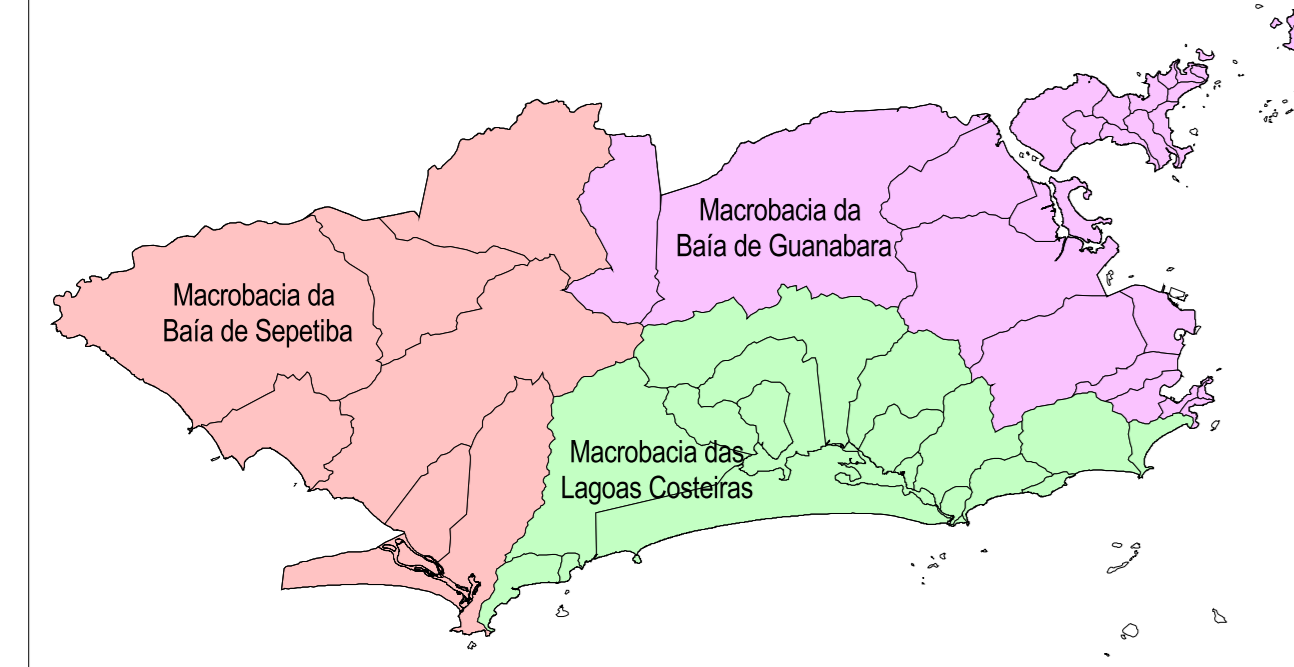 Macrobacia da
Baía de Guanabara
Macrobacia da
Baía de Sepetiba
Macrobacia das
Lagoas Costeiras